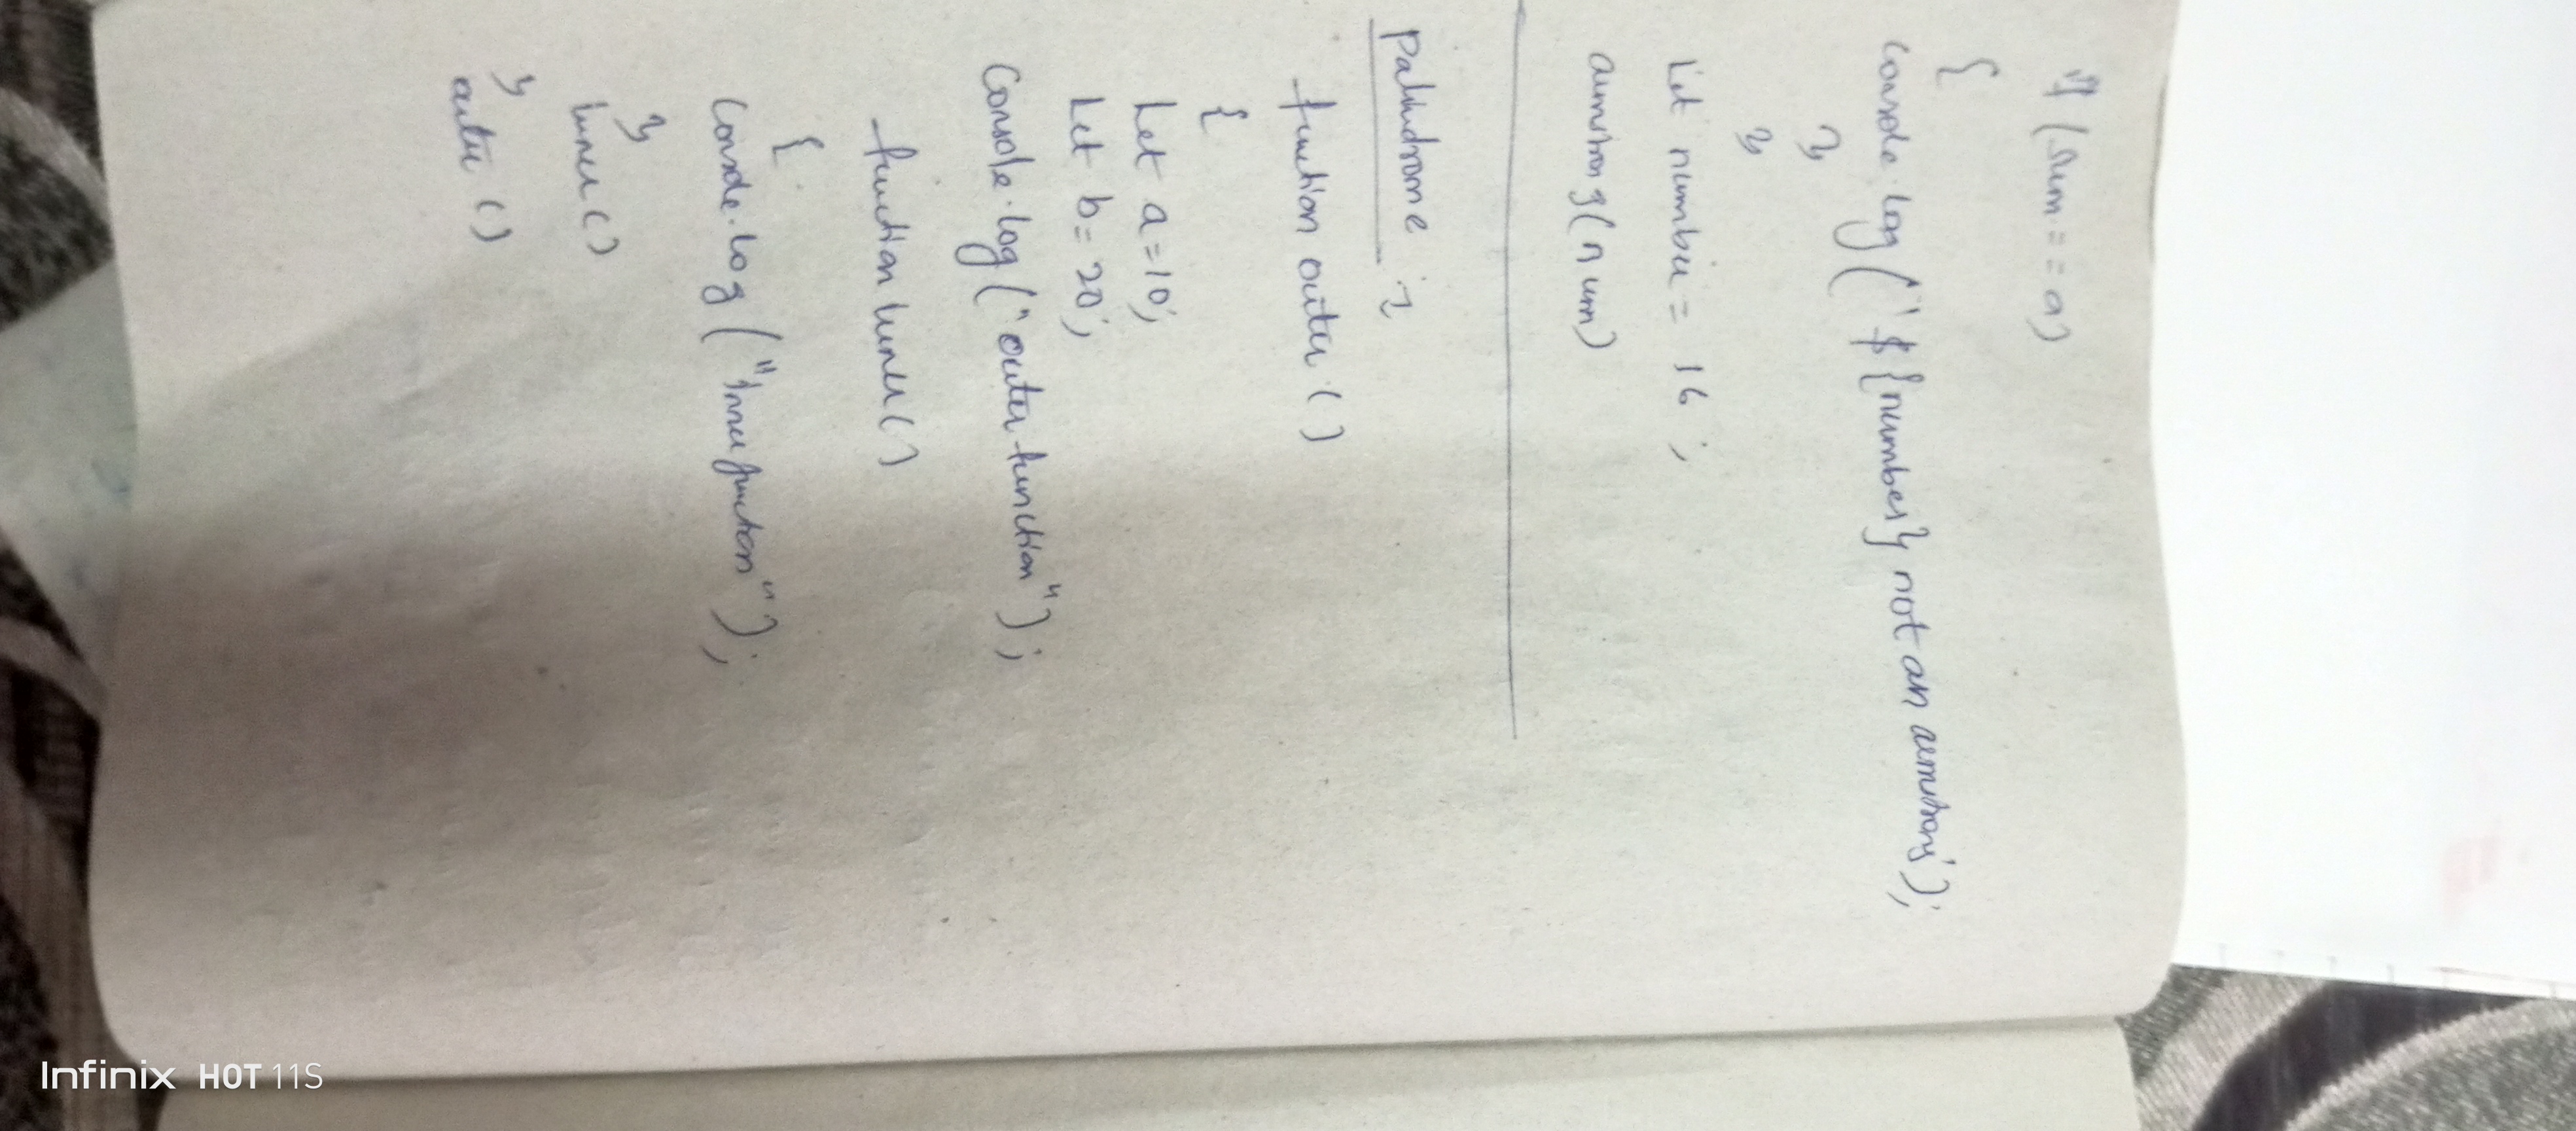 if (sum == a)
{
console.log('${number} not an armstrong');
}
}
Let number = 16;
armstrong(num)
Palindrome :
function outer()
{
Let a=10;
Let b=20;
Console.log("outer function");
function inner()
{
Console.log("Inner function");
}
inner()
}
outer()
Infinix HOT 11S